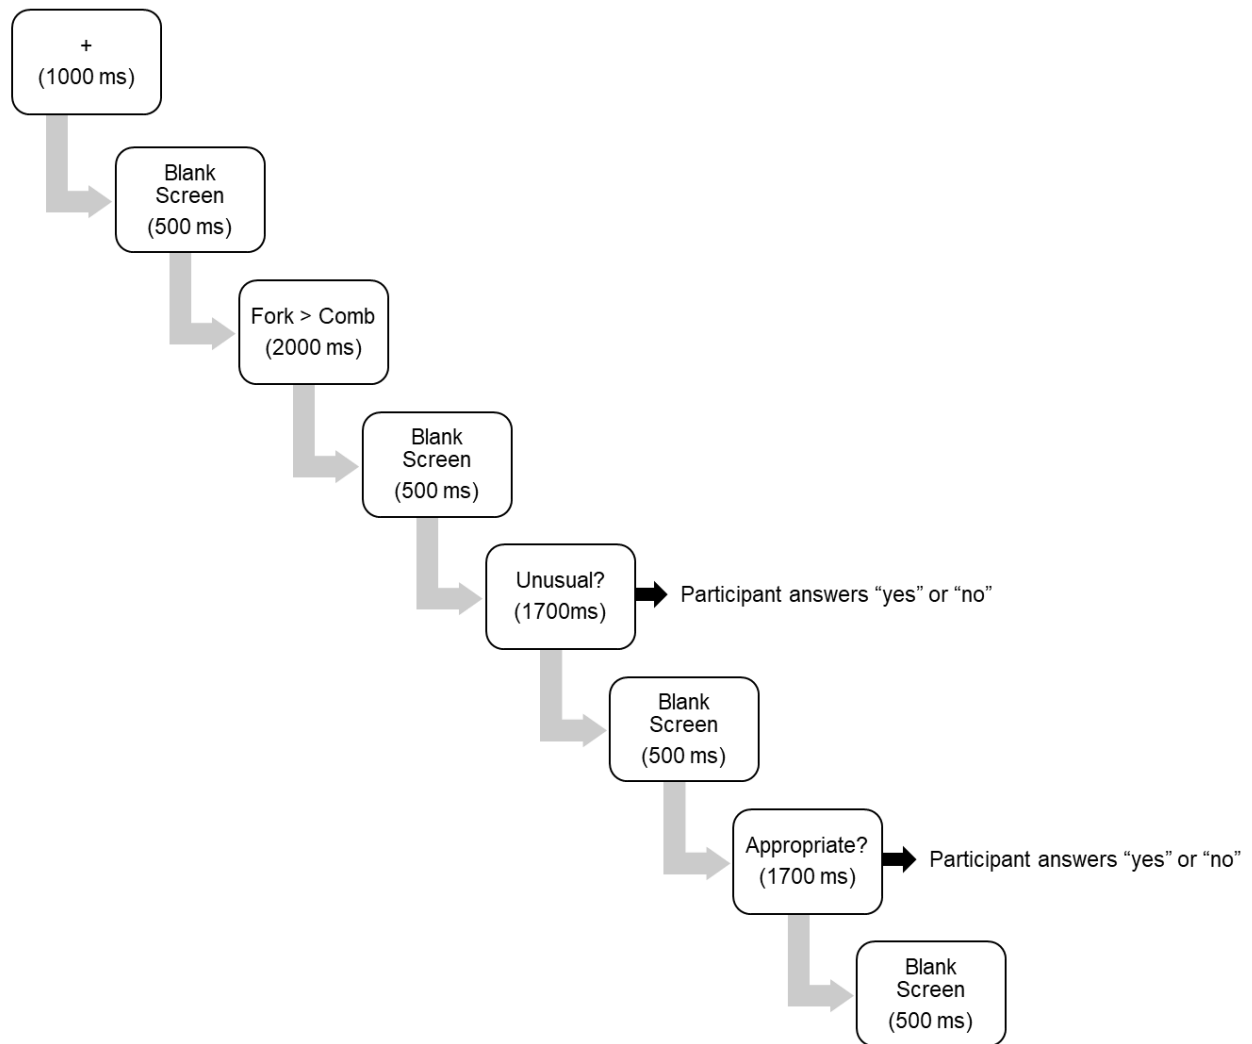 +
(1000 ms)
Blank
Screen
(500 ms)
Fork > Comb
(2000 ms)
Blank
Screen
(500 ms)
Unusual?
(1700ms)
Participant answers “yes” or “no”
Blank
Screen
(500 ms)
Appropriate?
(1700 ms)
Participant answers “yes” or “no”
Blank
Screen
(500 ms)